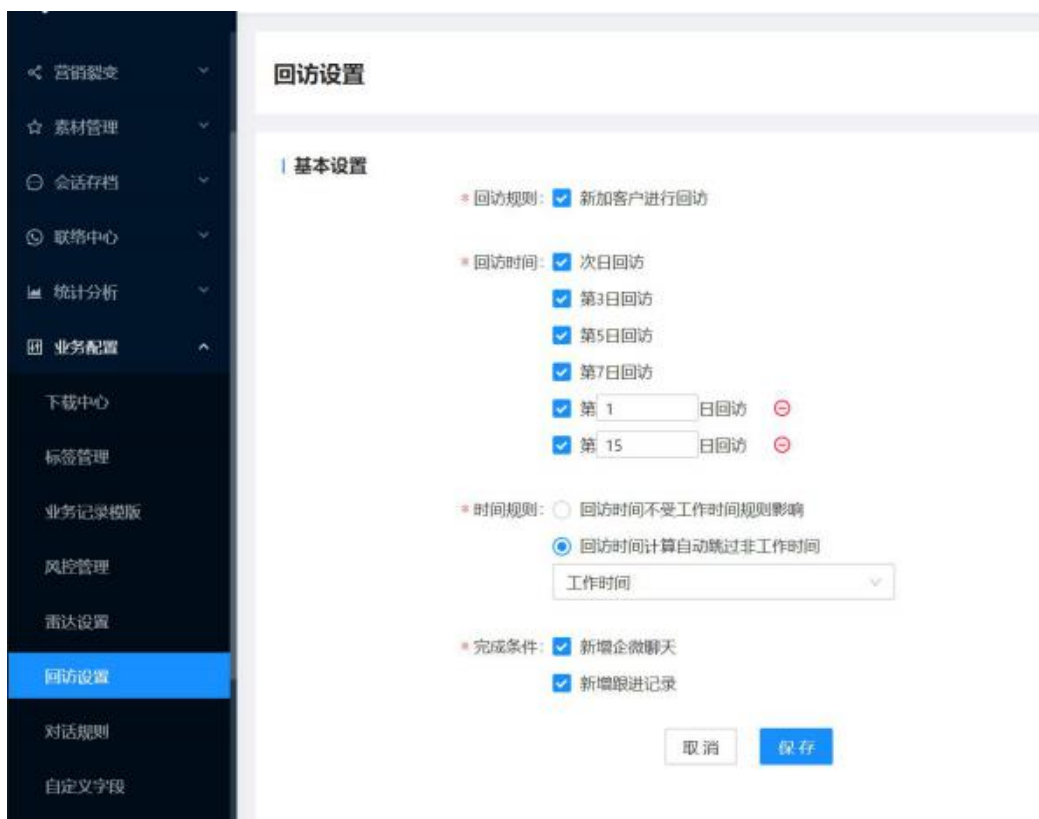 营销裂变
素材管理
会话存档
联络中心
统计分析
业务配置
下载中心
标签管理
业务记录模版
风控管理
雷达设置
回访设置
对话规则
自定义字段
回访设置
基本设置
*回访规则: 新加客户进行回访
*回访时间: 次日回访
第3日回访
第5日回访
第7日回访
第 1 日回访
第 15 日回访
*时间规则: 回访时间不受工作时间规则影响
回访时间计算自动跳过非工作时间
工作时间
*完成条件: 新增企微聊天
新增跟进记录
取消 保存